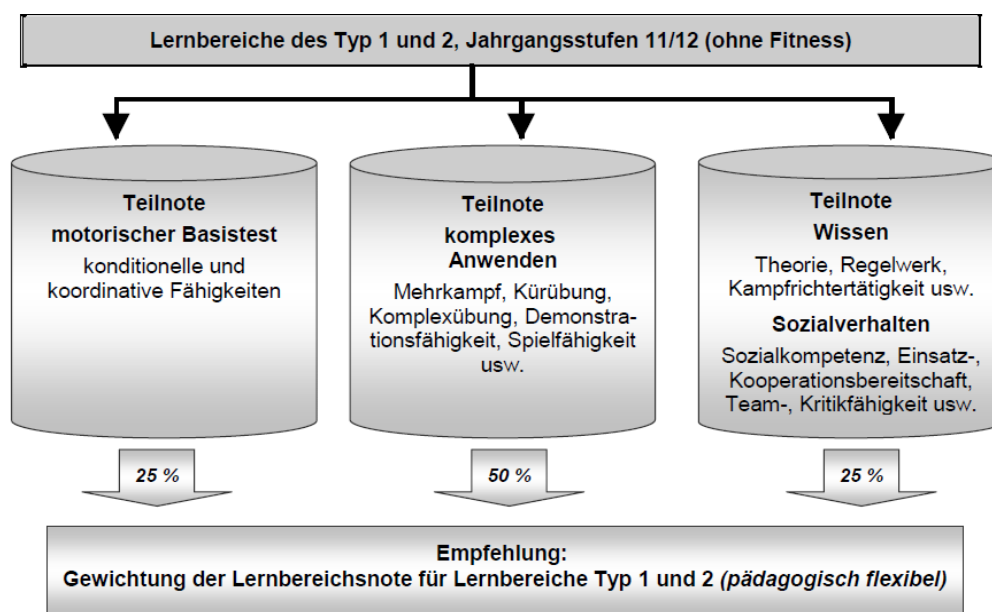 Lernbereiche des Typ 1 und 2, Jahrgangsstufen 11/12 (ohne Fitness)
Teilnote
motorischer Basistest
konditionelle und
koordinative Fähigkeiten
Teilnote
komplexes
Anwenden
Mehrkampf, Kürübung,
Komplexübung, Demonstra-
tionsfähigkeit, Spielfähigkeit
usw.
Teilnote
Wissen
Theorie, Regelwerk,
Kampfrichtertätigkeit usw.
Sozialverhalten
Sozialkompetenz, Einsatz-,
Kooperationsbereitschaft,
Team-, Kritikfähigkeit usw.
25 %
50 %
25 %
Empfehlung:
Gewichtung der Lernbereichsnote für Lernbereiche Typ 1 und 2 (pädagogisch flexibel)